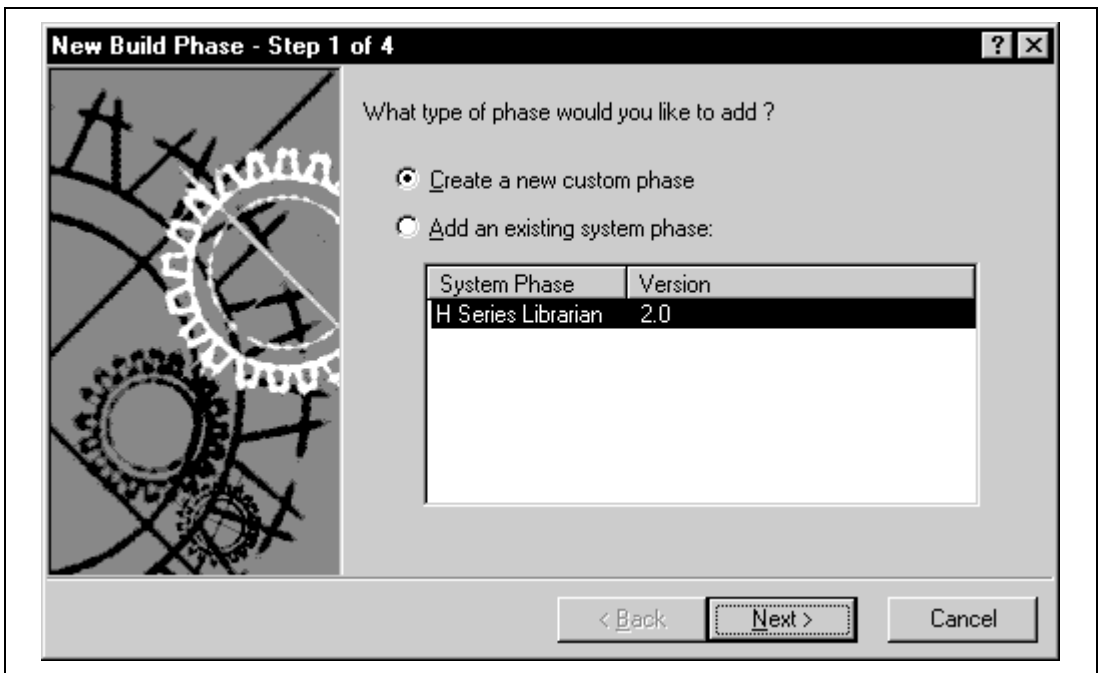 New Build Phase - Step 1 of 4
What type of phase would you like to add ?
Create a new custom phase
Add an existing system phase:
System Phase Version
H Series Librarian 2.0
< Back Next > Cancel